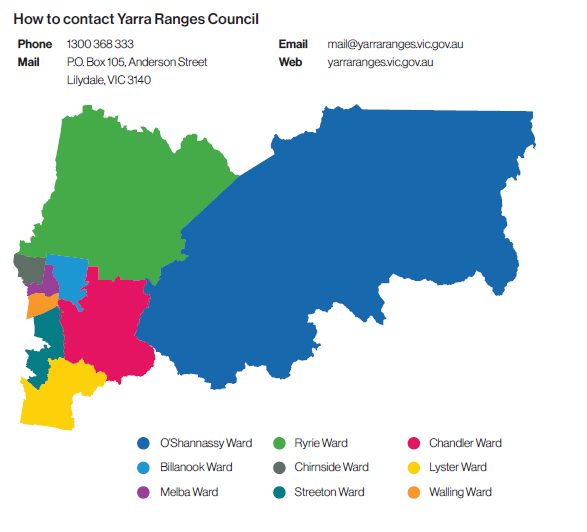 How to contact Yarra Ranges Council
Phone 1300 368 333 Email mail@yarraranges.vic.gov.au
Mail P.O. Box 105, Anderson Street Web yarraranges.vic.gov.au
Lilydale, VIC 3140
O'Shannassy Ward Ryrie Ward Chandler Ward
Billanook Ward Chirnside Ward Lyster Ward
Melba Ward Streeton Ward Walling Ward